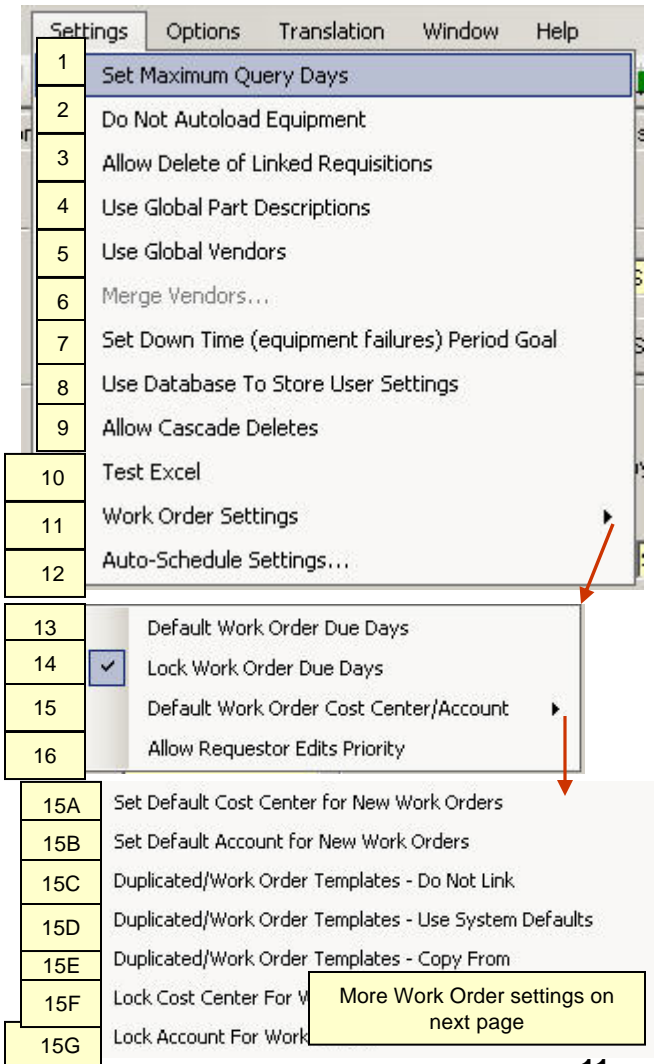 Settings Options Translation Window Help
1 Set Maximum Query Days
2 Do Not Autoload Equipment
3 Allow Delete of Linked Requisitions
4 Use Global Part Descriptions
5 Use Global Vendors
6 Merge Vendors...
7 Set Down Time (equipment failures) Period Goal
8 Use Database To Store User Settings
9 Allow Cascade Deletes
10 Test Excel
11 Work Order Settings
12 Auto-Schedule Settings...
13 Default Work Order Due Days
14 Lock Work Order Due Days
15 Default Work Order Cost Center/Account
16 Allow Requestor Edits Priority
15A Set Default Cost Center for New Work Orders
15B Set Default Account for New Work Orders
15C Duplicated/Work Order Templates - Do Not Link
15D Duplicated/Work Order Templates - Use System Defaults
15E Duplicated/Work Order Templates - Copy From
15F Lock Cost Center For
15G Lock Account For Work
More Work Order settings on
next page